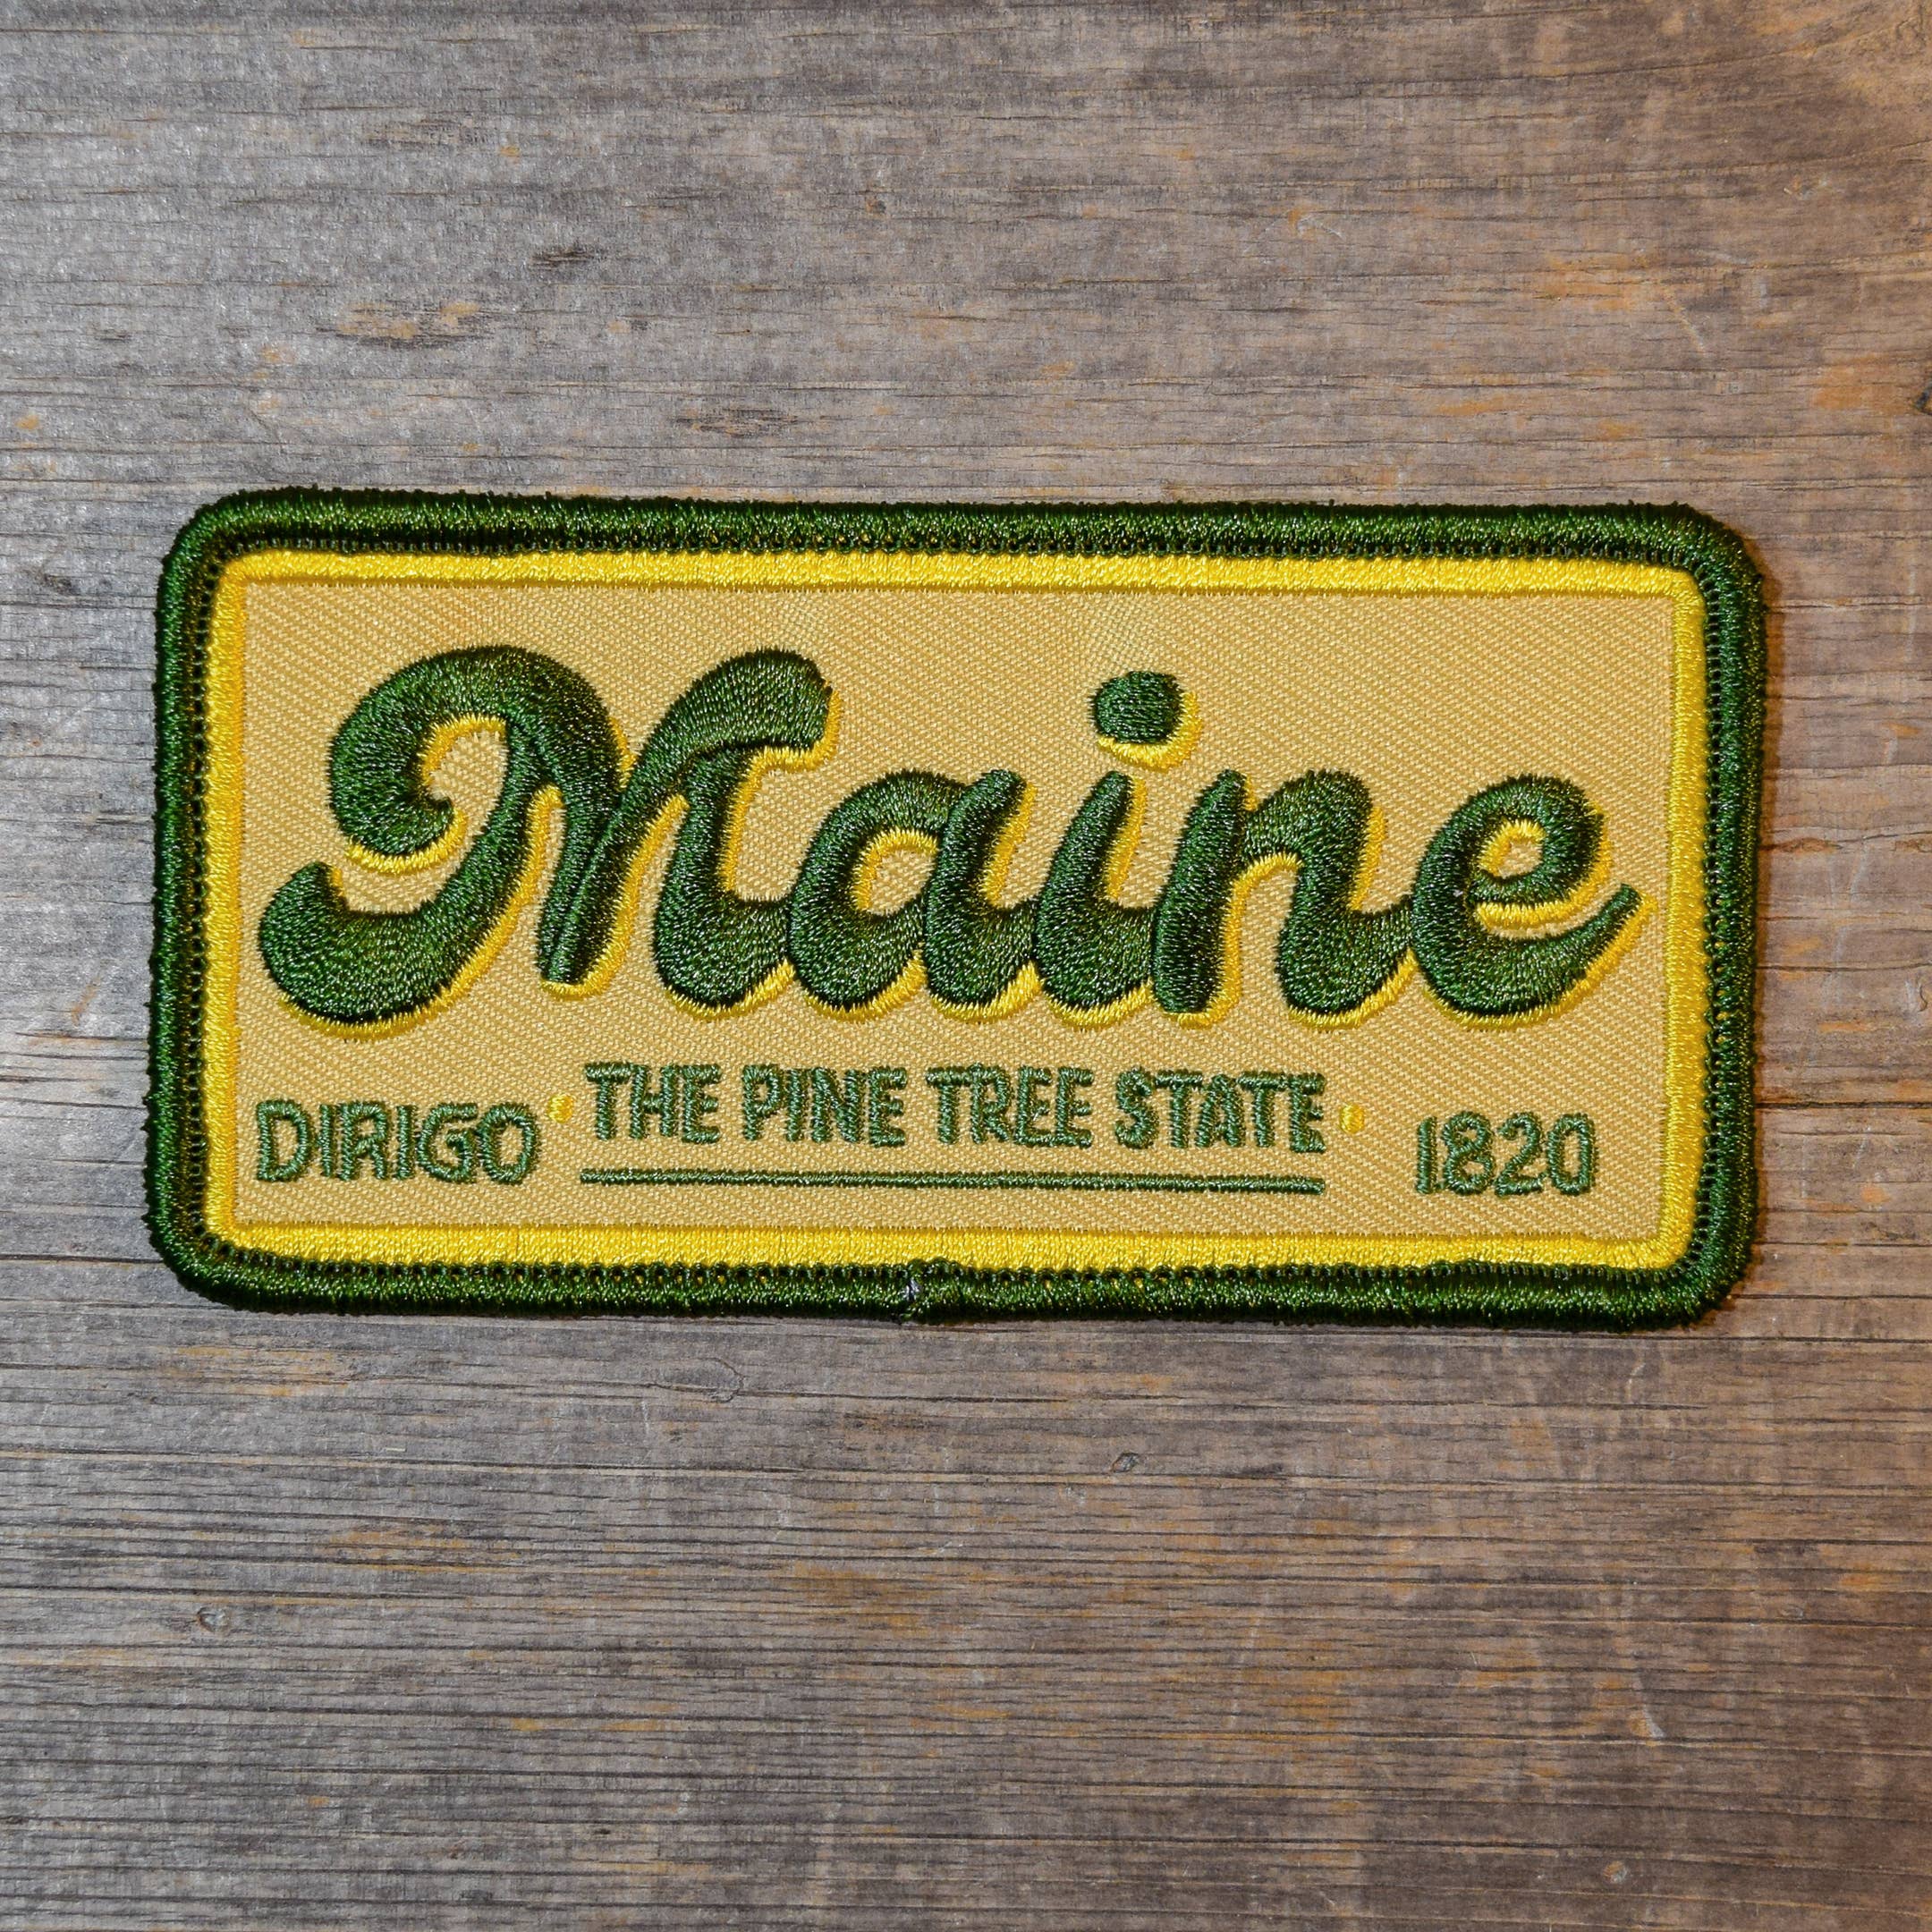 Maine
DIRIGO · THE PINE TREE STATE · 1820